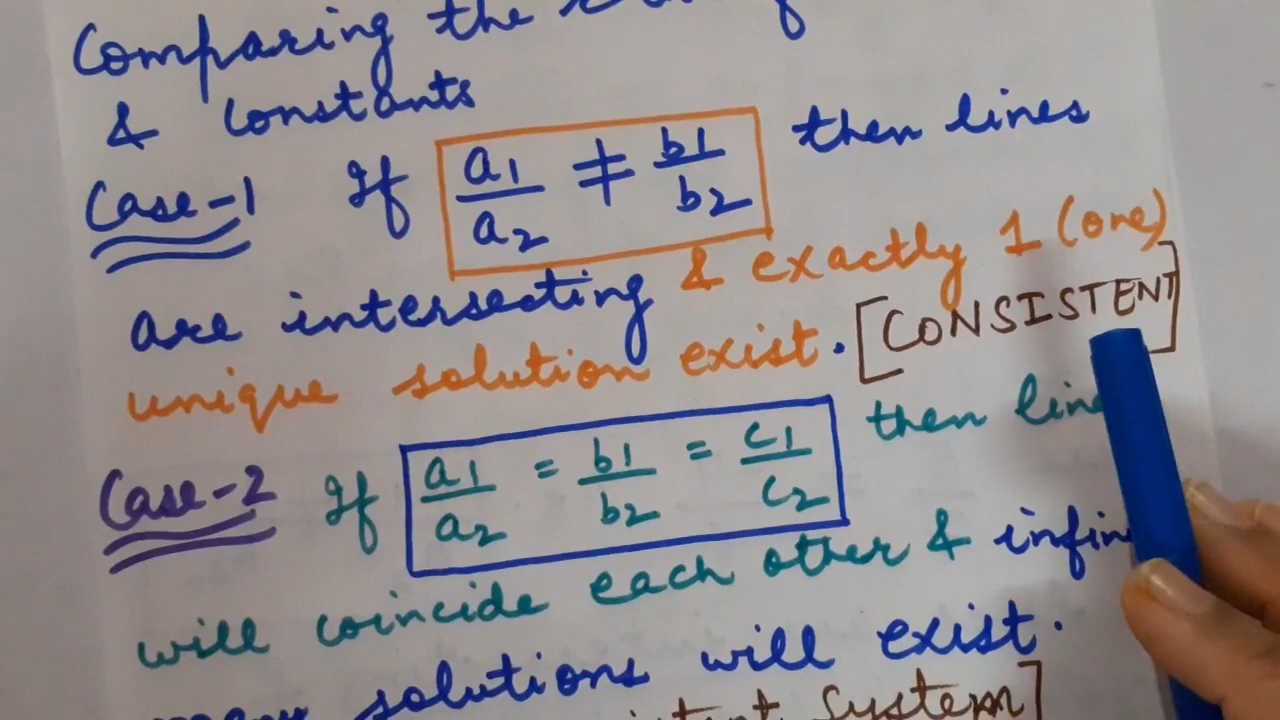 Comparing the
& constants
Case-1 If a1/a2 ≠ b1/b2 then lines
are intersecting & exactly 1 (one)
unique solution exist. [CONSISTENT]
Case-2 If a1/a2 = b1/b2 = c1/c2 then
will coincide each other &
solutions will exist.
system]